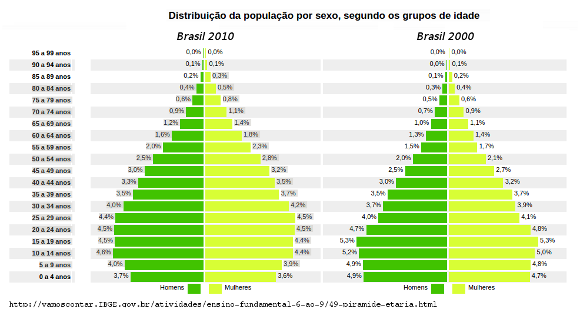 Distribuição da população por sexo, segundo os grupos de idade
Brasil 2010 Brasil 2000
95 a 99 anos 0,0% 0,0% 0,0% 0,0%
90 a 94 anos 0,1% 0,1% 0,0% 0,1%
85 a 89 anos 0,2% 0,3% 0,1% 0,2%
80 a 84 anos 0,4% 0,5% 0,3% 0,4%
75 a 79 anos 0,6% 0,8% 0,5% 0,6%
70 a 74 anos 0,9% 1,1% 0,7% 0,9%
65 a 69 anos 1,2% 1,4% 1,0% 1,1%
60 a 64 anos 1,6% 1,8% 1,3% 1,4%
55 a 59 anos 2,0% 2,3% 1,5% 1,7%
50 a 54 anos 2,5% 2,8% 2,0% 2,1%
45 a 49 anos 3,0% 3,2% 2,5% 2,7%
40 a 44 anos 3,3% 3,5% 3,0% 3,2%
35 a 39 anos 3,5% 3,7% 3,5% 3,7%
30 a 34 anos 4,0% 4,2% 3,7% 3,9%
25 a 29 anos 4,4% 4,5% 4,0% 4,1%
20 a 24 anos 4,5% 4,5% 4,7% 4,8%
15 a 19 anos 4,5% 4,4% 5,3% 5,3%
10 a 14 anos 4,6% 4,4% 5,2% 5,0%
5 a 9 anos 4,0% 3,9% 4,9% 4,8%
0 a 4 anos 3,7% 3,6% 4,9% 4,7%
Homens Mulheres Homens Mulheres
http://vamoscontar.IBGE.gov.br/atividades/ensino-fundamental-6-ao-9/49-piramide-etaria.html